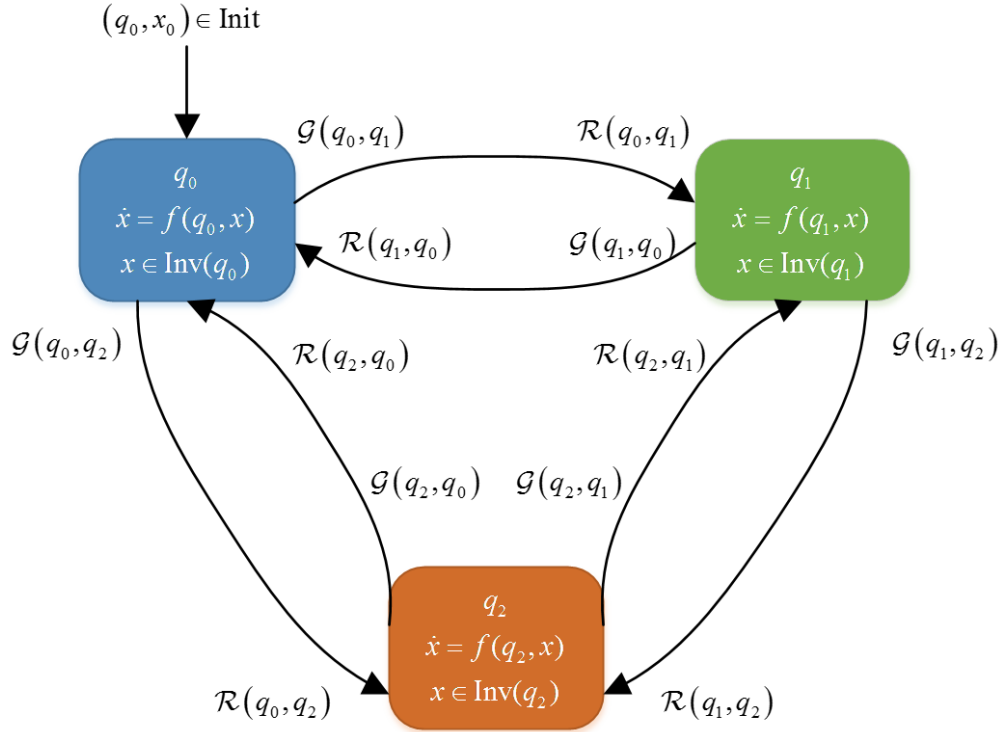 (q₀, x₀) ∈ Init
𝒢(q₀, q₁)
ℛ(q₀, q₁)
q₀
ẋ = f(q₀, x)
x ∈ Inv(q₀)
q₁
ẋ = f(q₁, x)
x ∈ Inv(q₁)
ℛ(q₁, q₀)
𝒢(q₁, q₀)
𝒢(q₀, q₂)
ℛ(q₂, q₀)
ℛ(q₂, q₁)
𝒢(q₁, q₂)
𝒢(q₂, q₀)
𝒢(q₂, q₁)
q₂
ẋ = f(q₂, x)
x ∈ Inv(q₂)
ℛ(q₀, q₂)
ℛ(q₁, q₂)